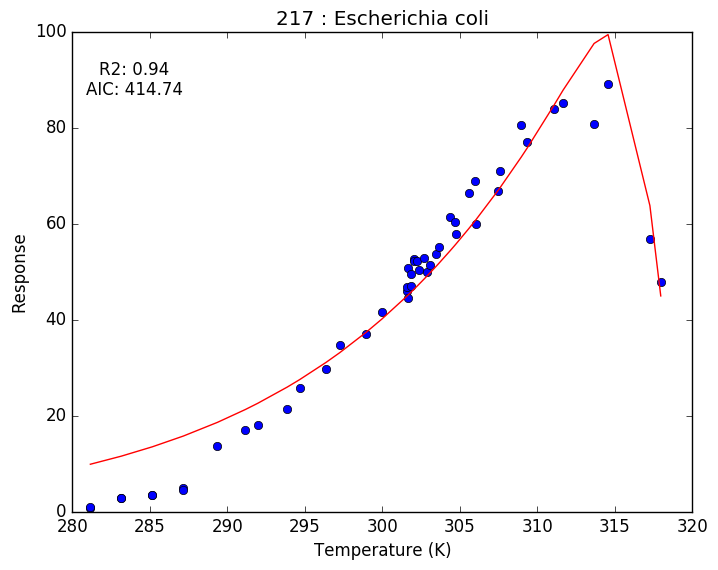 217 : Escherichia coli
R2: 0.94
AIC: 414.74
100
80
60
40
20
0
Response
280 285 290 295 300 305 310 315 320
Temperature (K)